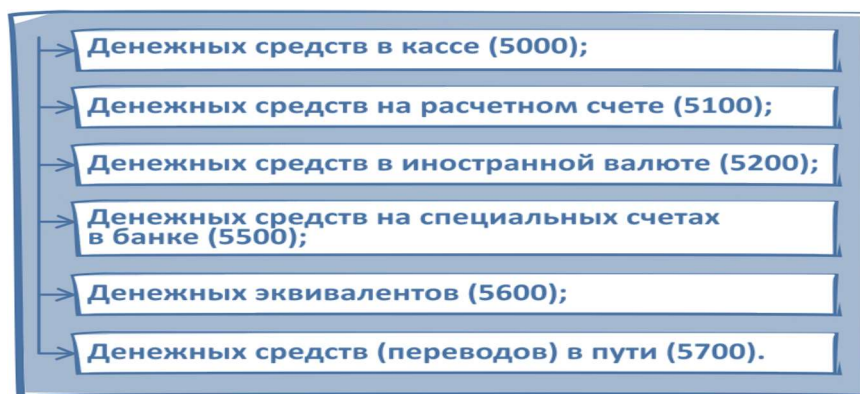 Денежных средств в кассе (5000);
Денежных средств на расчетном счете (5100);
Денежных средств в иностранной валюте (5200);
Денежных средств на специальных счетах
в банке (5500);
Денежных эквивалентов (5600);
Денежных средств (переводов) в пути (5700).